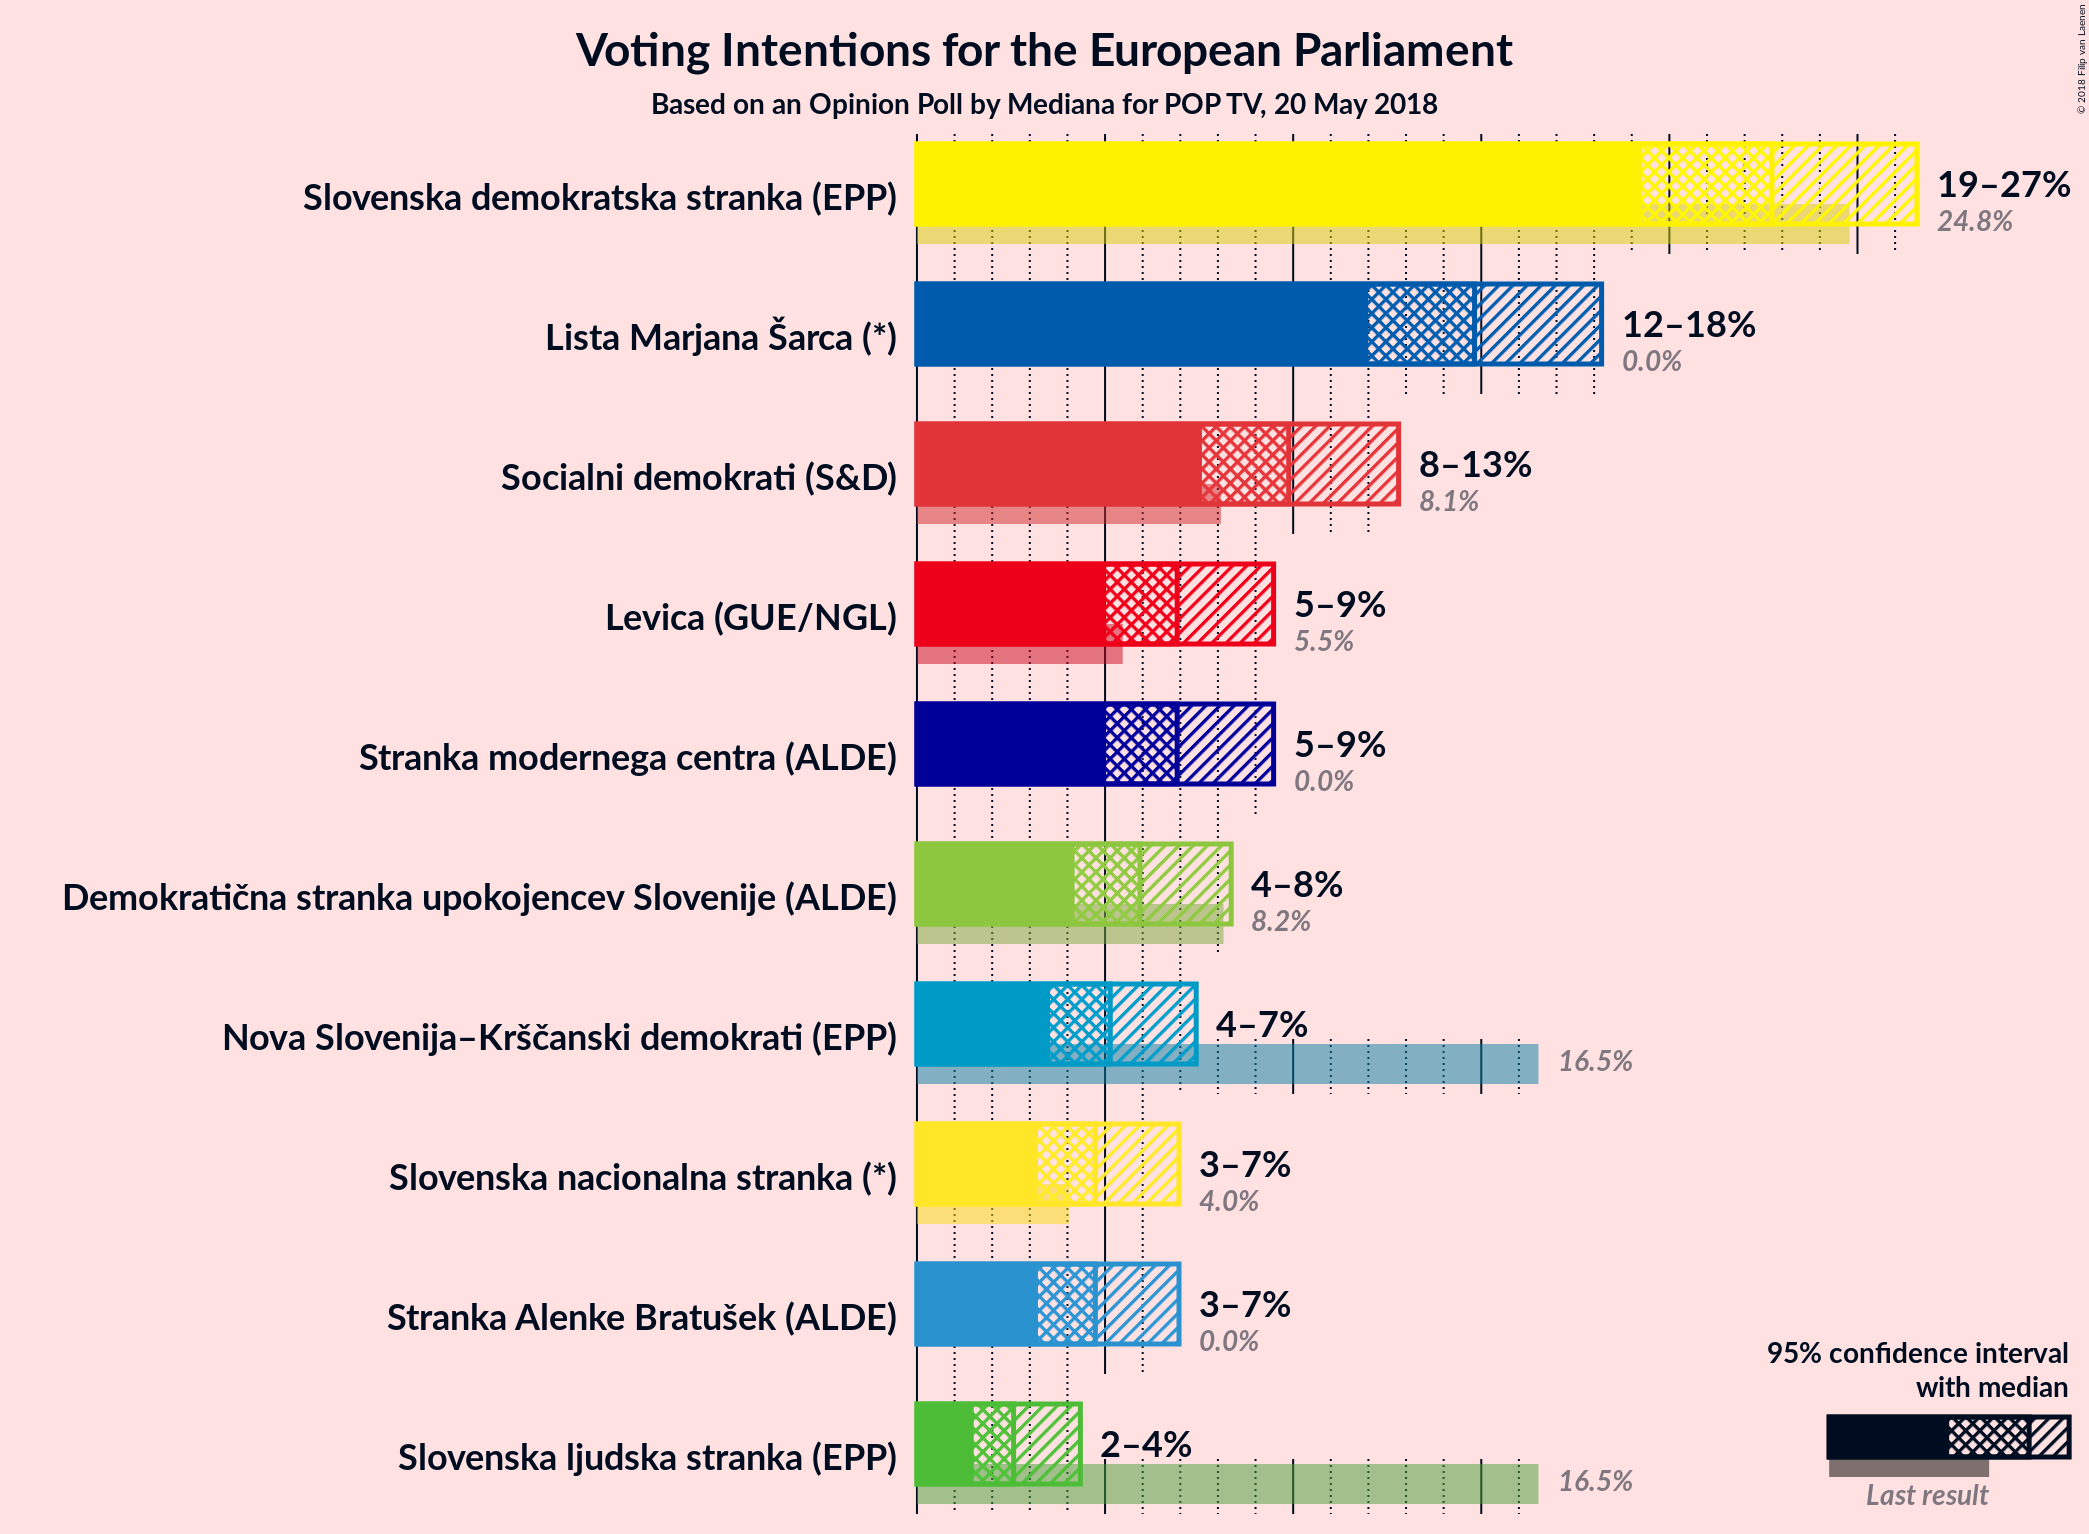 Voting Intentions for the European Parliament
Based on an Opinion Poll by Mediana for POP TV, 20 May 2018
© 2018 Filip van Laenen
Slovenska demokratska stranka (EPP)
19–27%
24.8%
Lista Marjana Šarca (*)
12–18%
0.0%
Socialni demokrati (S&D)
8–13%
8.1%
Levica (GUE/NGL)
5–9%
5.5%
Stranka modernega centra (ALDE)
5–9%
0.0%
Demokratična stranka upokojencev Slovenije (ALDE)
4–8%
8.2%
Nova Slovenija–Krščanski demokrati (EPP)
4–7%
16.5%
Slovenska nacionalna stranka (*)
3–7%
4.0%
Stranka Alenke Bratušek (ALDE)
3–7%
0.0%
Slovenska ljudska stranka (EPP)
2–4%
16.5%
95% confidence interval
with median
Last result